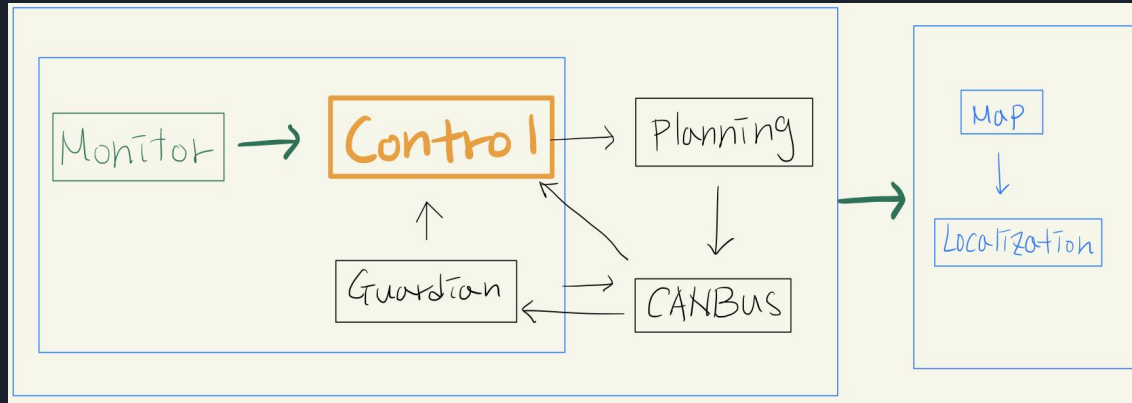 Monitor
Control
Planning
Guardian
CANBus
Map
Localization